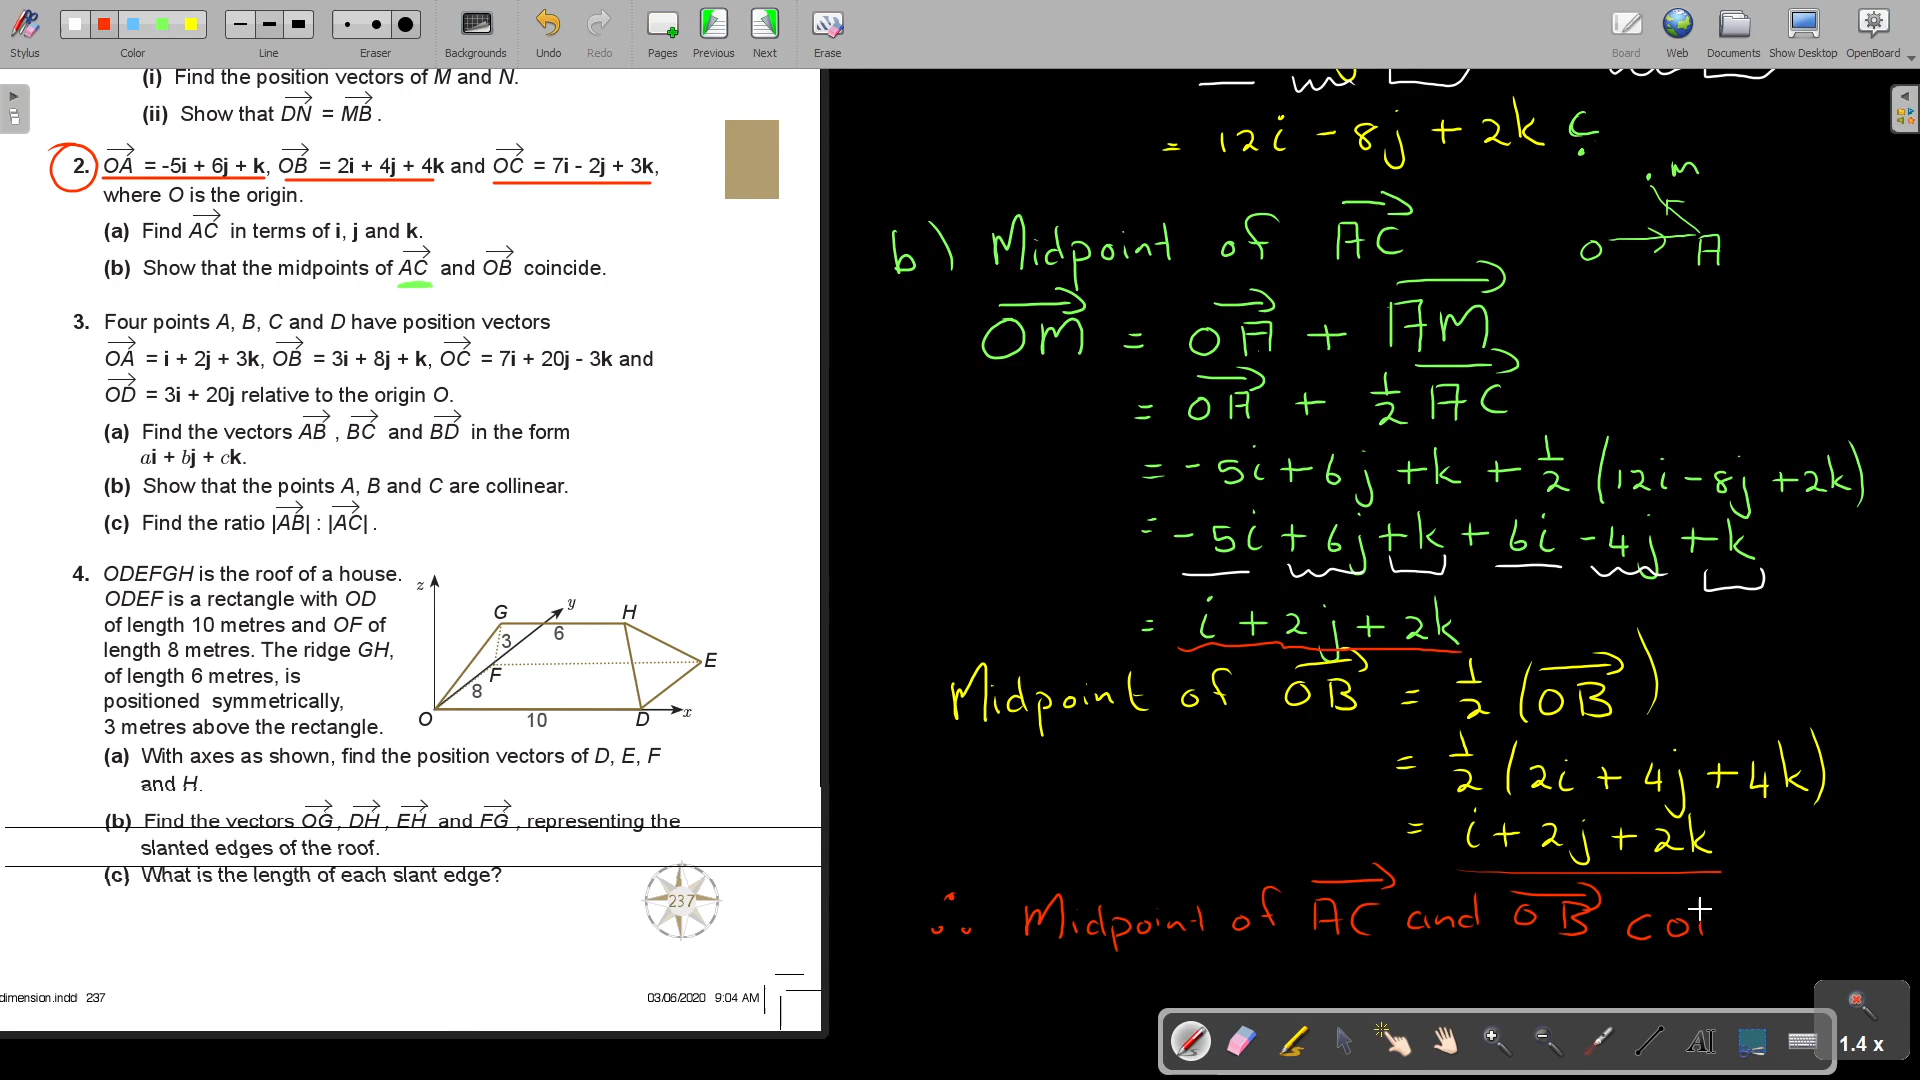 Stylus Color Line Eraser Backgrounds Undo Redo Pages Previous Next Erase Board Web Documents Show Desktop OpenBoard
(i) Find the position vectors of M and N.
(ii) Show that DN = MB.
2. OA = -5i + 6j + k, OB = 2i + 4j + 4k and OC = 7i - 2j + 3k,
where O is the origin.
(a) Find AC in terms of i, j and k.
(b) Show that the midpoints of AC and OB coincide.
3. Four points A, B, C and D have position vectors
OA = i + 2j + 3k, OB = 3i + 8j + k, OC = 7i + 20j - 3k and
OD = 3i + 20j relative to the origin O.
(a) Find the vectors AB, BC and BD in the form
ai + bj + ck.
(b) Show that the points A, B and C are collinear.
(c) Find the ratio |AB| : |AC|.
4. ODEFGH is the roof of a house.
ODEF is a rectangle with OD
of length 10 metres and OF of
length 8 metres. The ridge GH,
of length 6 metres, is
positioned symmetrically,
3 metres above the rectangle.
z
G
y
H
3
6
E
F
8
O
10
D
x
(a) With axes as shown, find the position vectors of D, E, F
and H.
(b) Find the vectors OG, DH, EH and FG, representing the
slanted edges of the roof.
(c) What is the length of each slant edge?
237
dimension.indd 237
03/06/2020 9:04 AM
= 12i - 8j + 2k
C
m
O
A
b) Midpoint of AC
OM = OA + AM
= OA + 1/2 AC
= -5i + 6j + k + 1/2 (12i - 8j + 2k)
= -5i + 6j + k + 6i - 4j + k
= i + 2j + 2k
Midpoint of OB = 1/2 (OB)
= 1/2 (2i + 4j + 4k)
= i + 2j + 2k
∴ Midpoint of AC and OB coi
1.4 x